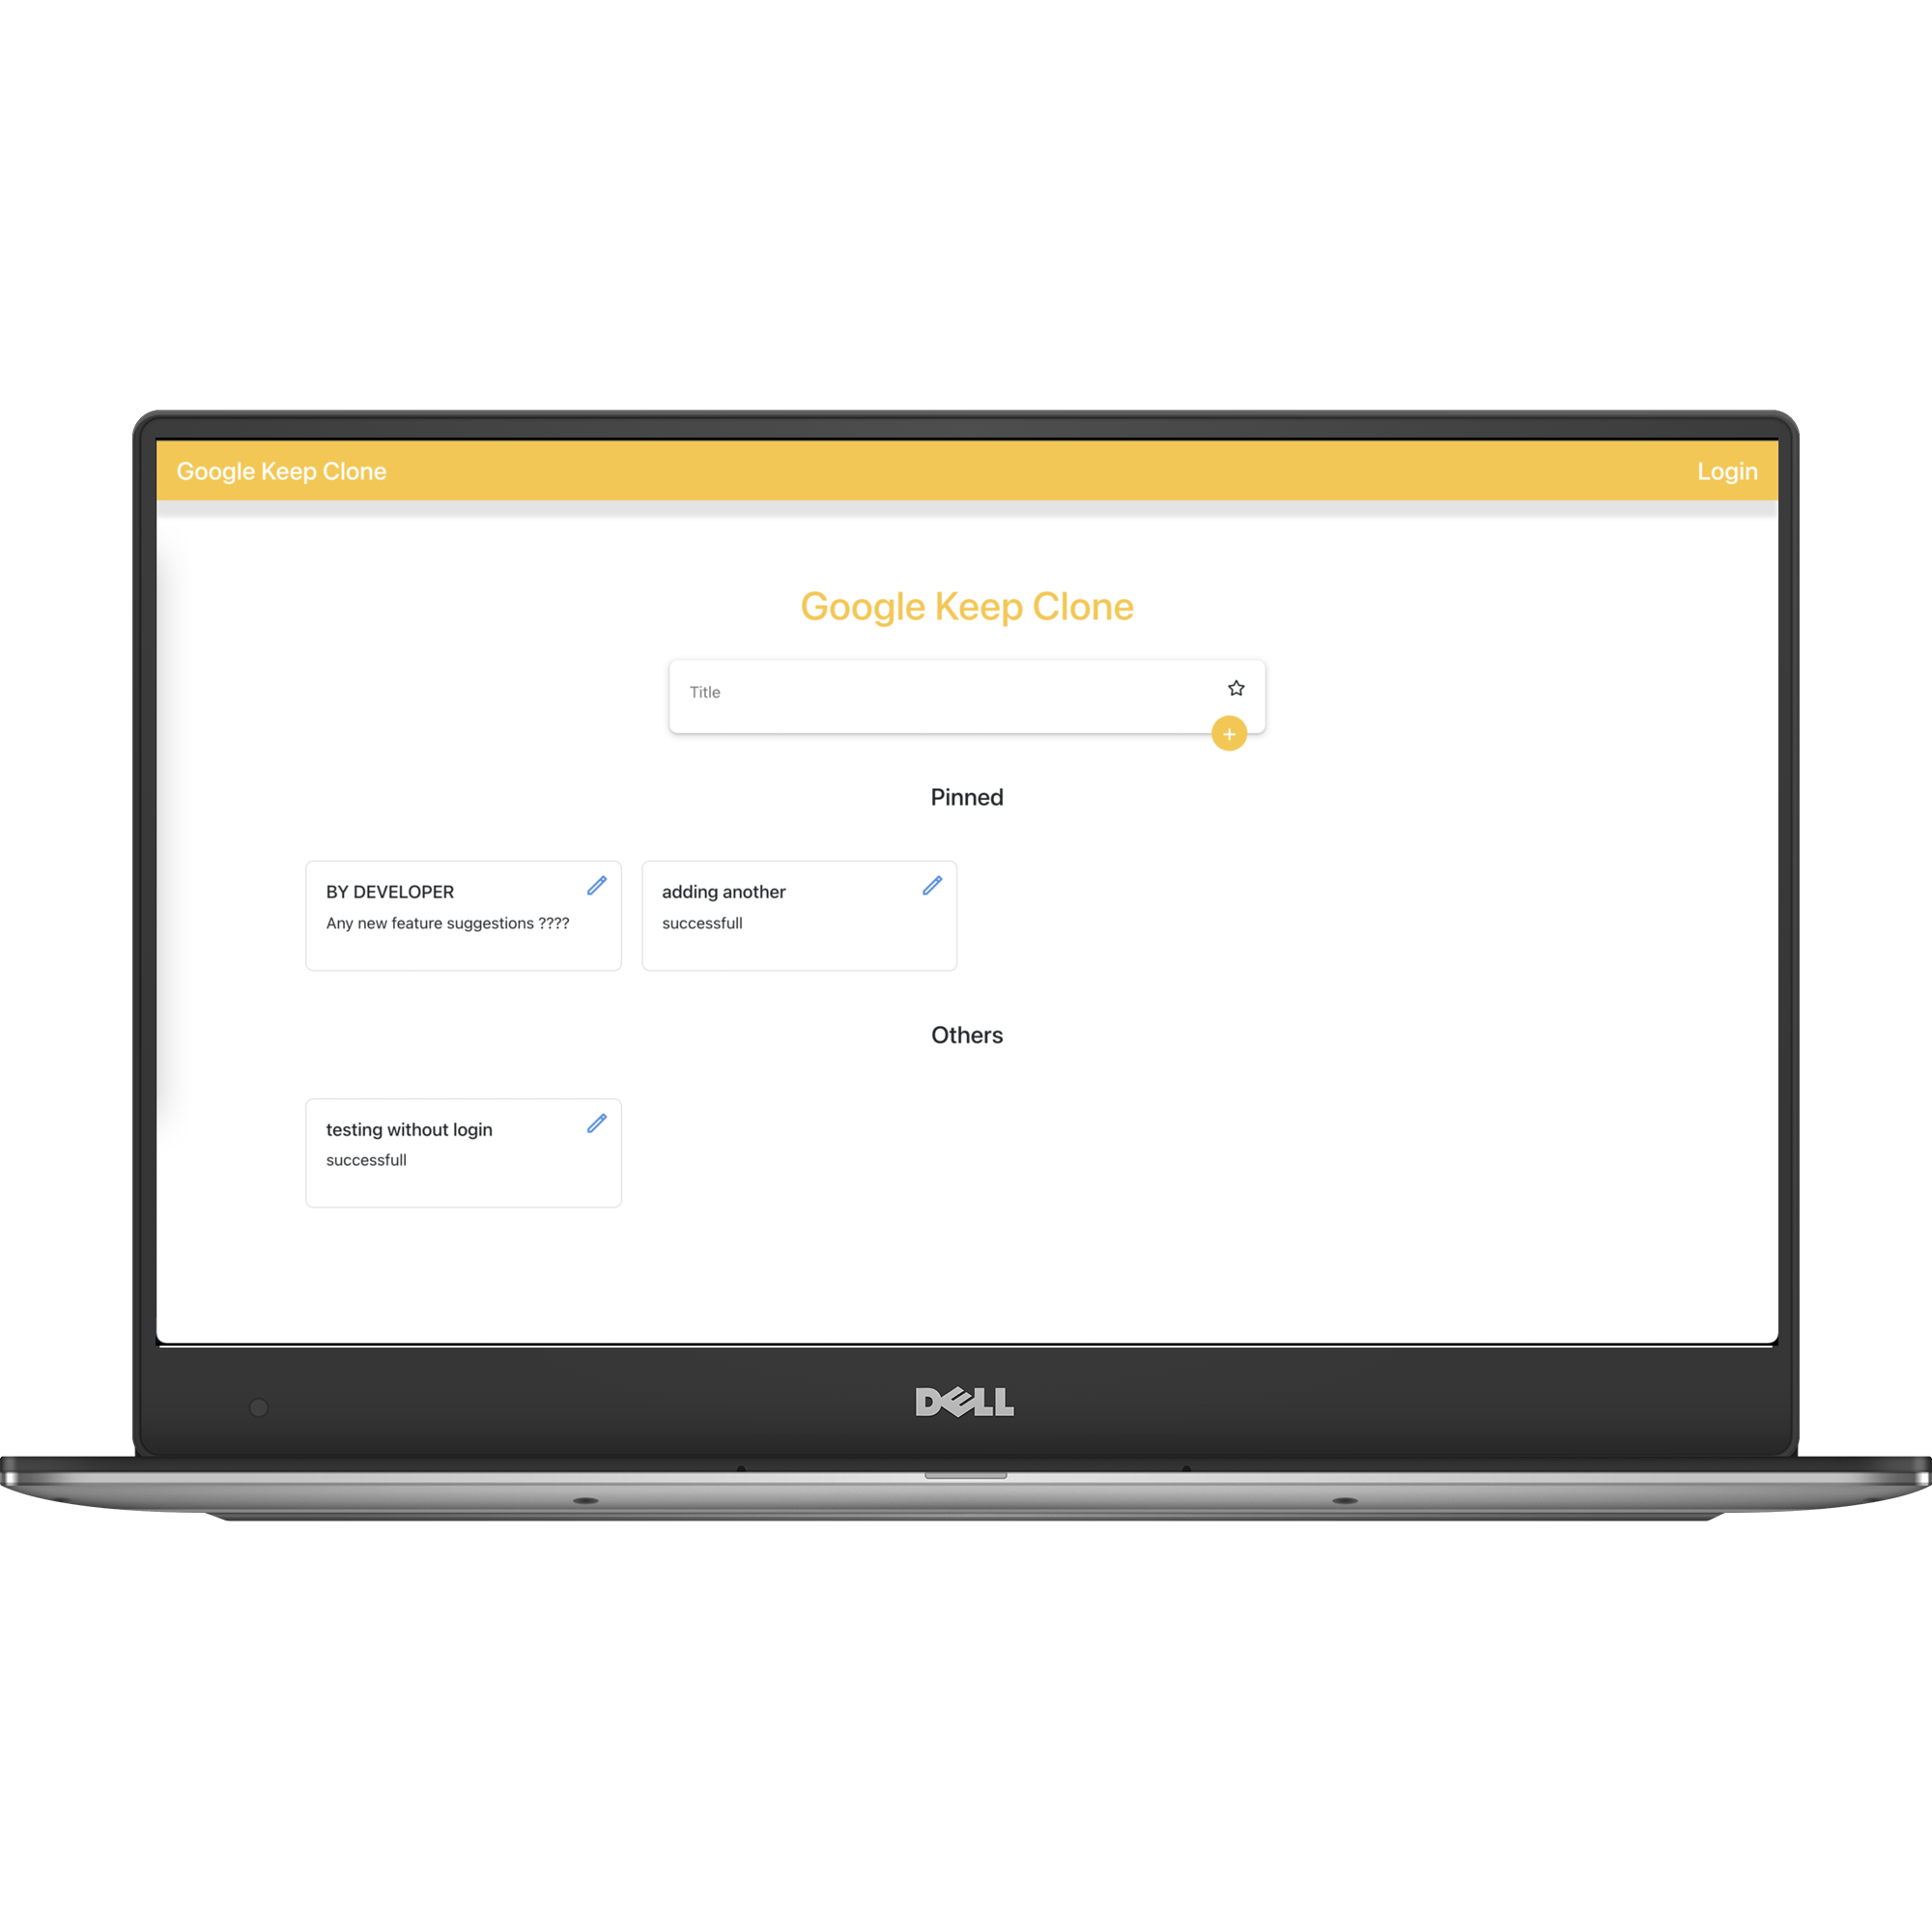 Google Keep Clone
Login
Google Keep Clone
Title
Pinned
BY DEVELOPER
Any new feature suggestions ????
adding another
successfull
Others
testing without login
successfull
DELL